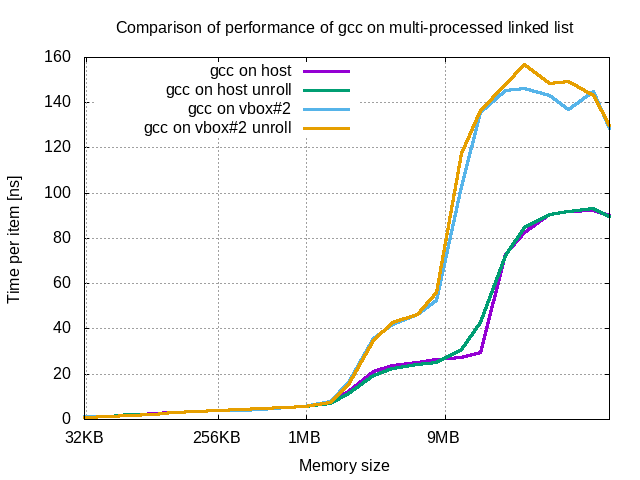 Comparison of performance of gcc on multi-processed linked list
160
140
120
100
80
60
40
20
0
Time per item [ns]
gcc on host
gcc on host unroll
gcc on vbox#2
gcc on vbox#2 unroll
32KB
256KB
1MB
9MB
Memory size